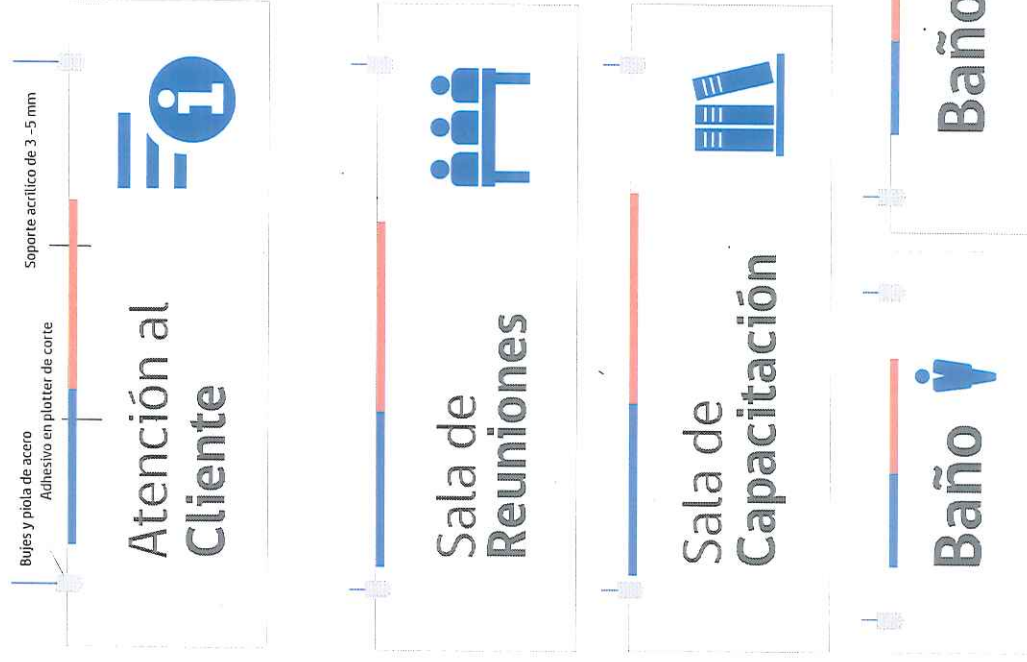 Bujes y piola de acero
Adhesivo en plotter de corte
Soporte acrílico de 3 -5 mm
Atención al
Cliente
Sala de
Reuniones
Sala de
Capacitación
Baño
Baño